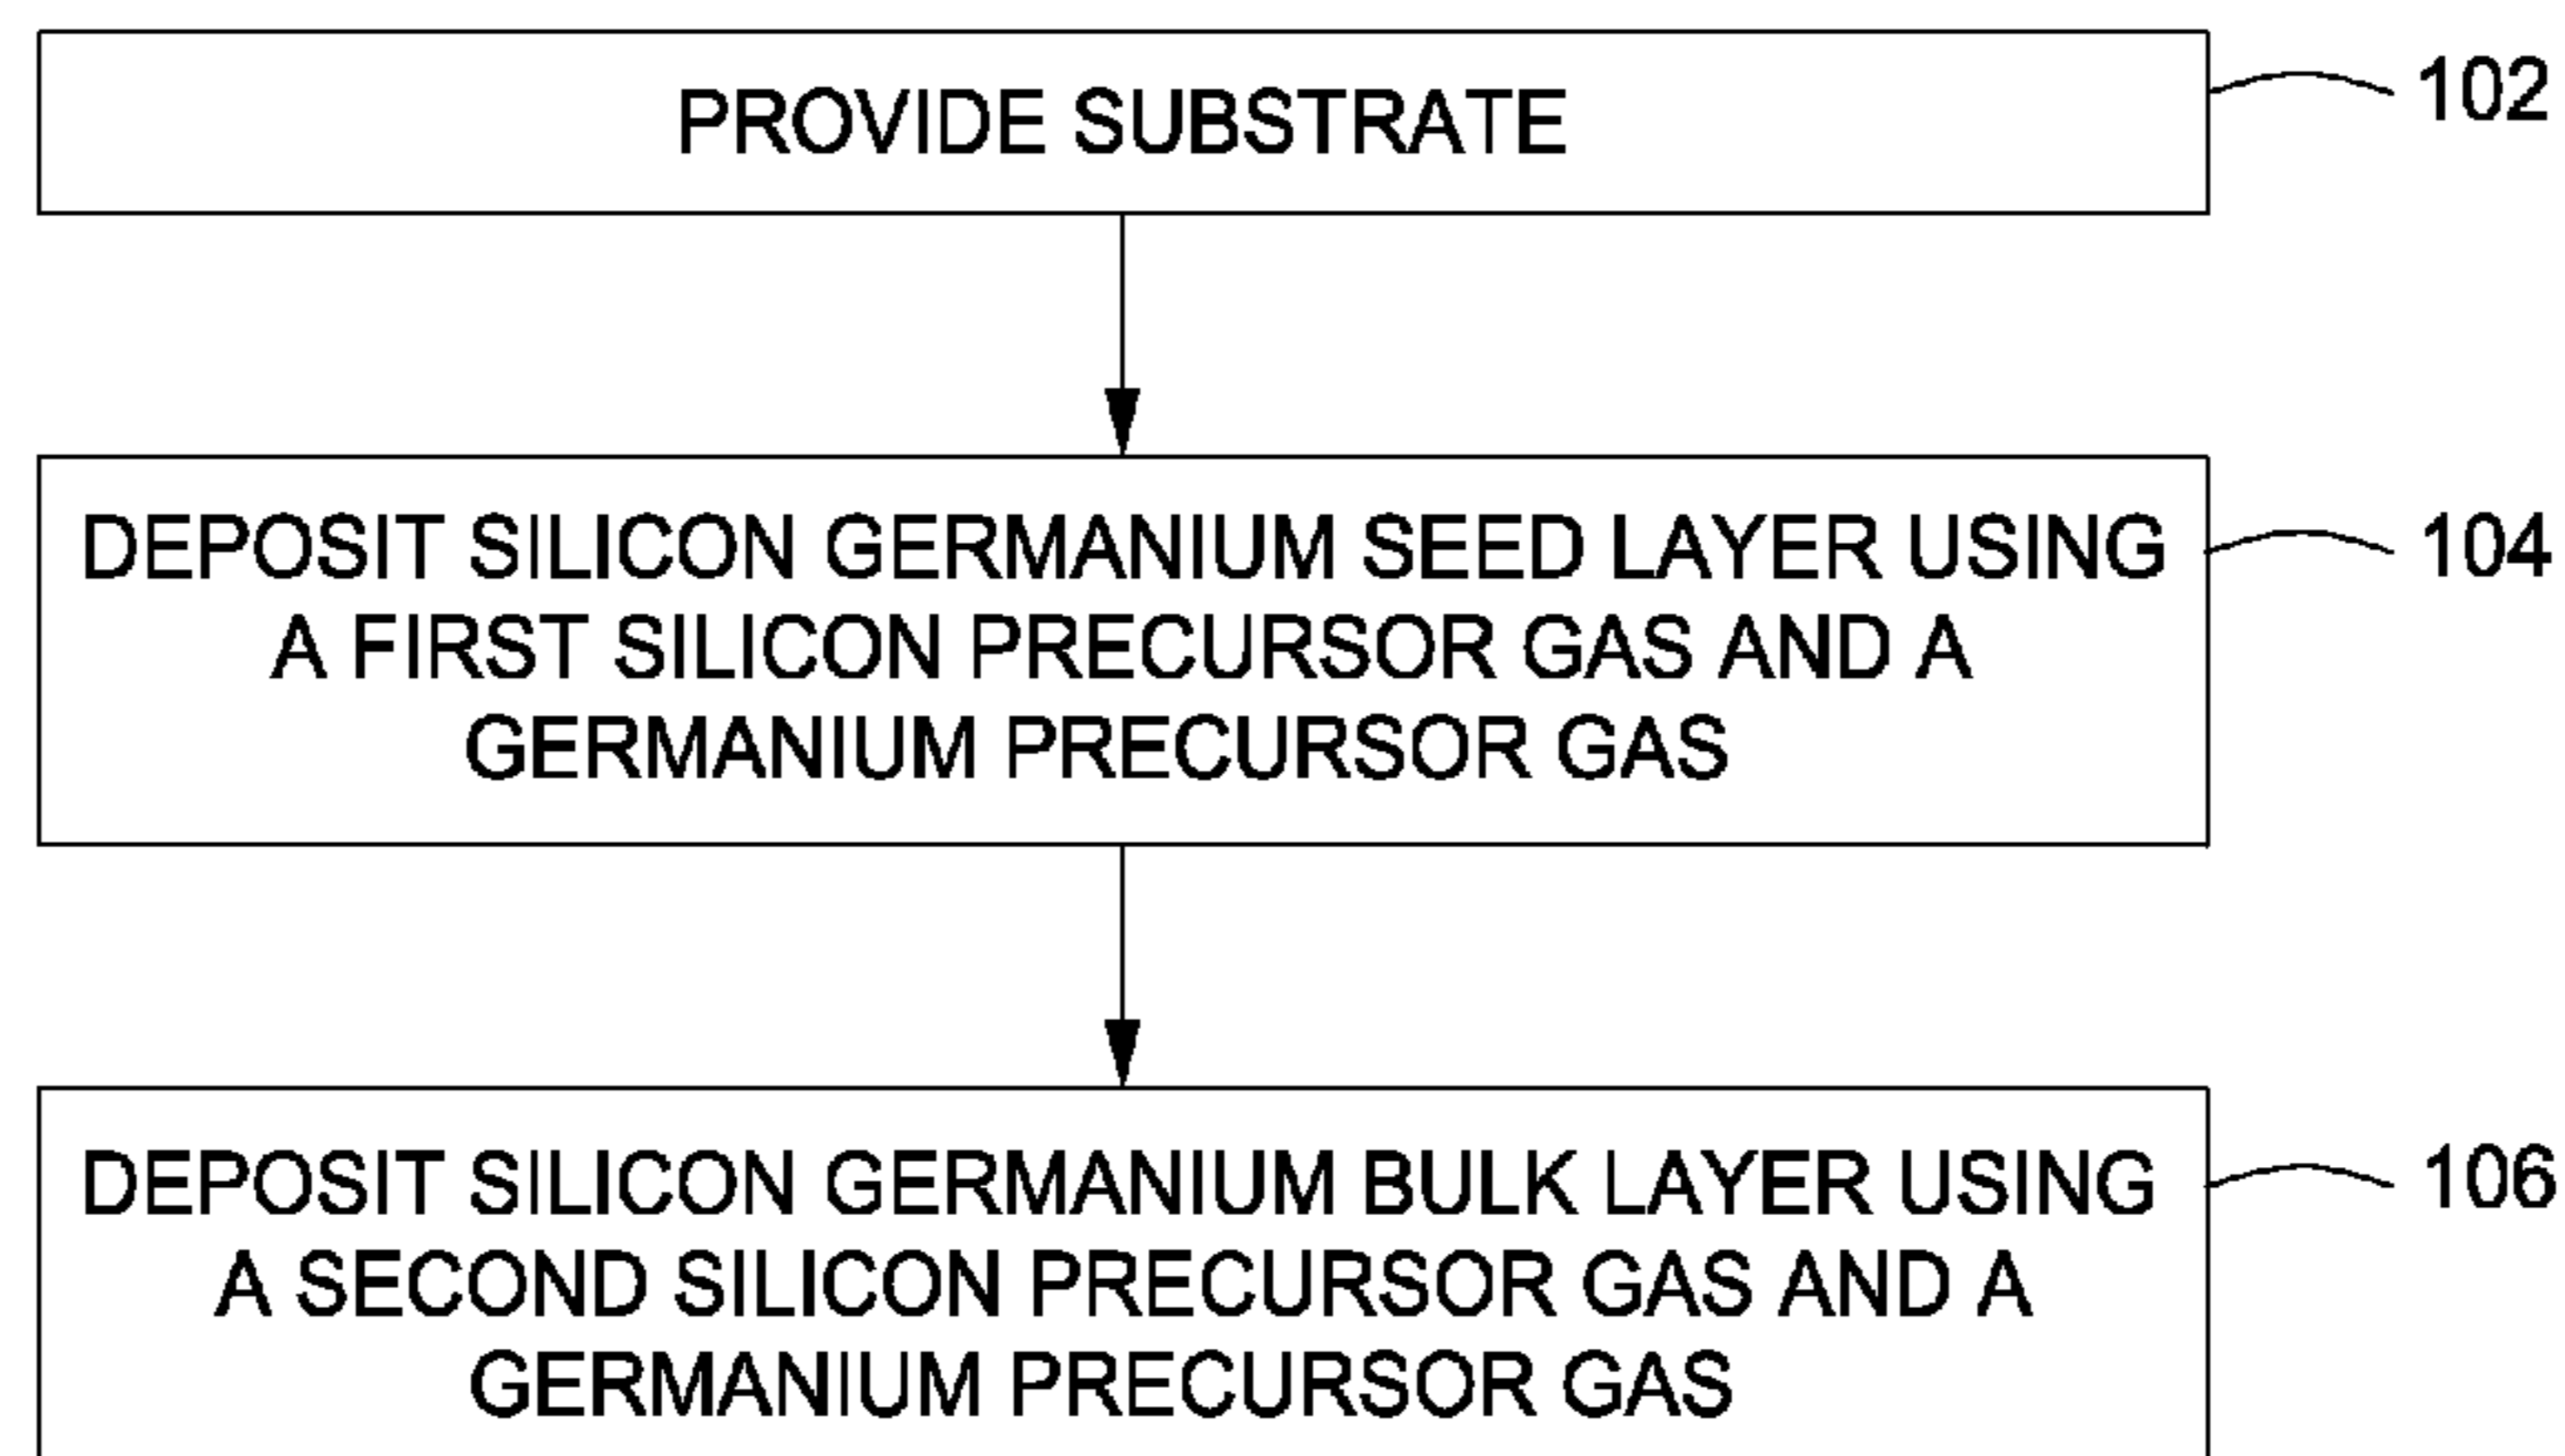 PROVIDE SUBSTRATE
102
DEPOSIT SILICON GERMANIUM SEED LAYER USING
A FIRST SILICON PRECURSOR GAS AND A
GERMANIUM PRECURSOR GAS
104
DEPOSIT SILICON GERMANIUM BULK LAYER USING
A SECOND SILICON PRECURSOR GAS AND A
GERMANIUM PRECURSOR GAS
106